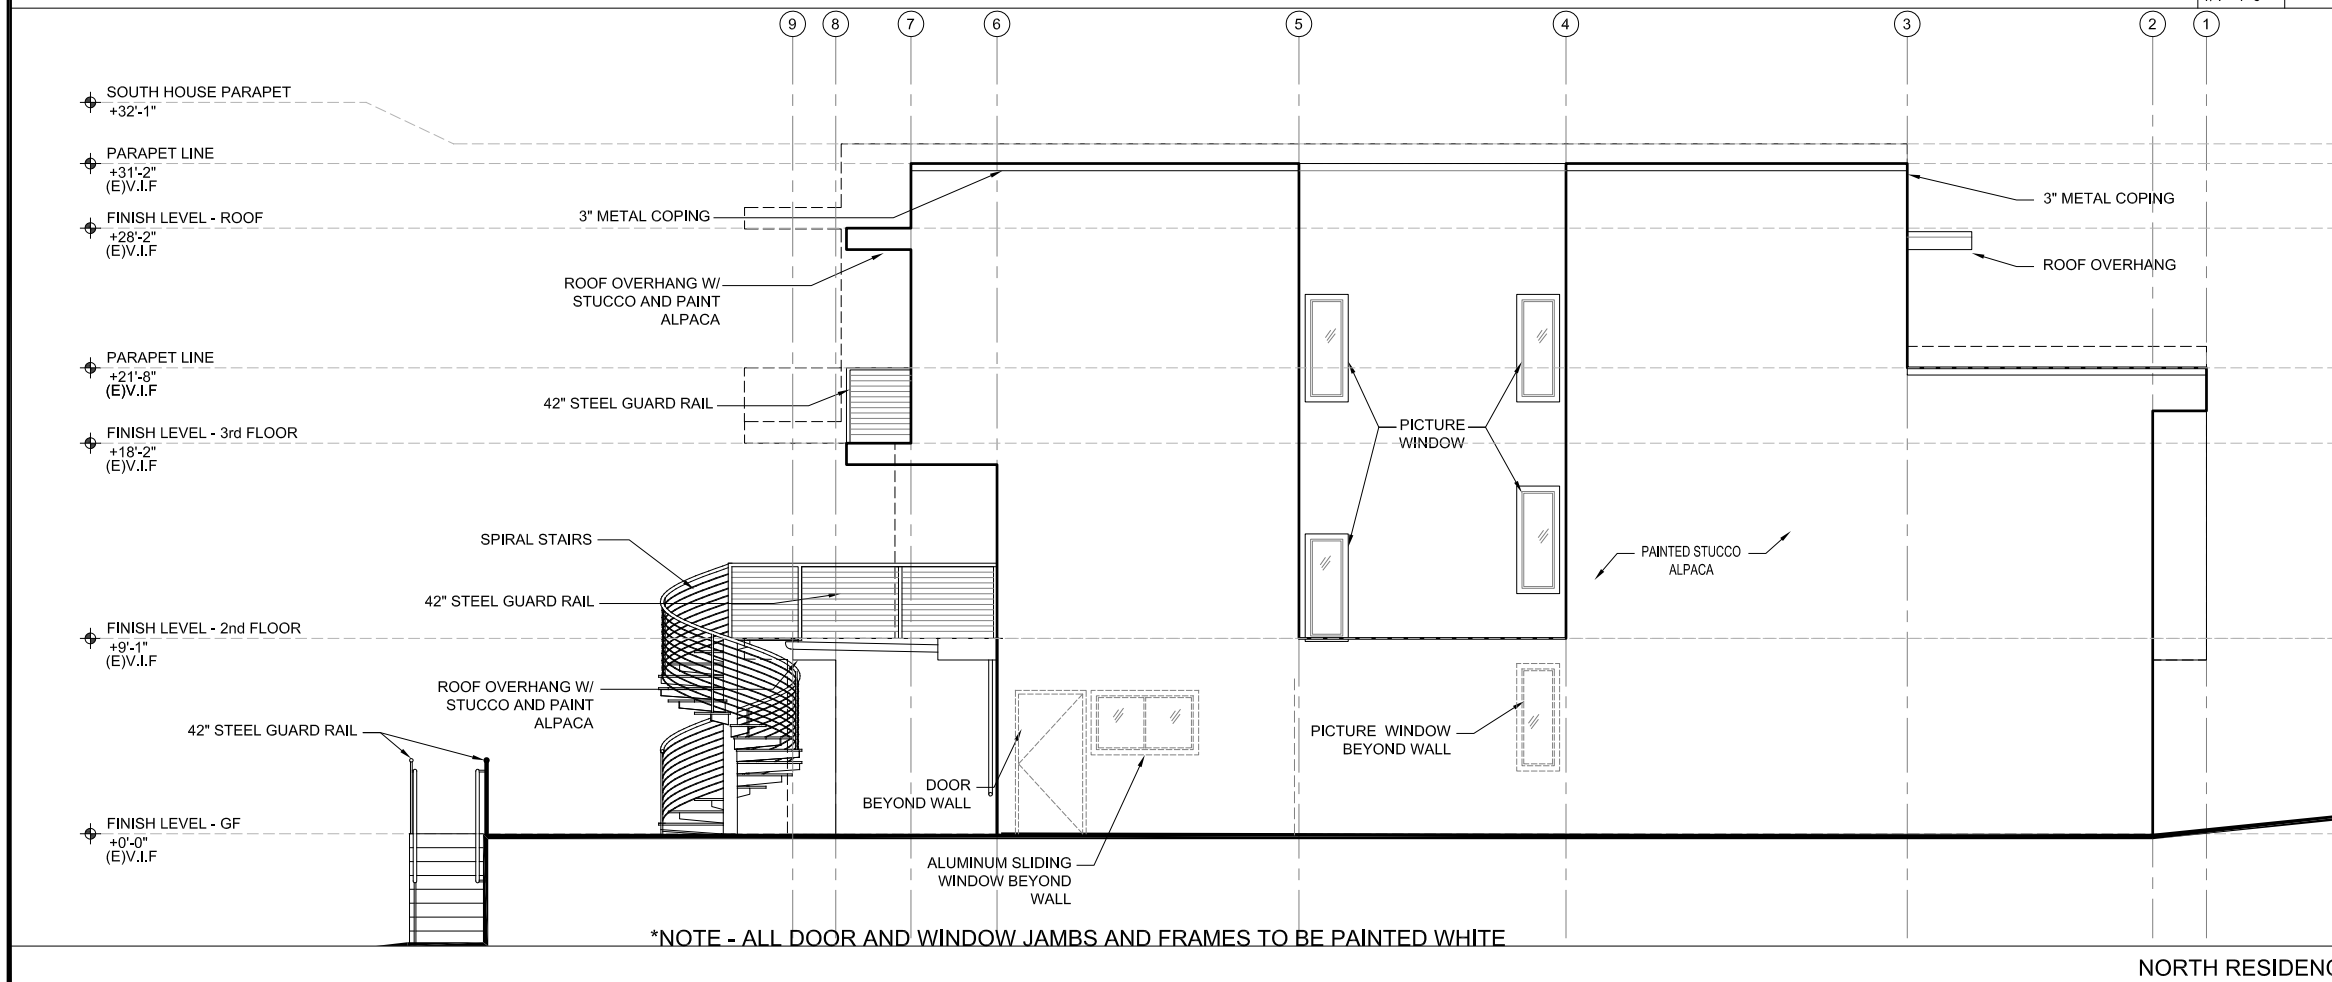 9
8
7
6
5
4
3
2
1
SOUTH HOUSE PARAPET
+32'-1"
PARAPET LINE
+31'-2"
(E)V.I.F
FINISH LEVEL - ROOF
+28'-2"
(E)V.I.F
PARAPET LINE
+21'-8"
(E)V.I.F
FINISH LEVEL - 3rd FLOOR
+18'-2"
(E)V.I.F
FINISH LEVEL - 2nd FLOOR
+9'-1"
(E)V.I.F
FINISH LEVEL - GF
+0'-0"
(E)V.I.F
3" METAL COPING
ROOF OVERHANG W/
STUCCO AND PAINT
ALPACA
42" STEEL GUARD RAIL
SPIRAL STAIRS
42" STEEL GUARD RAIL
ROOF OVERHANG W/
STUCCO AND PAINT
ALPACA
42" STEEL GUARD RAIL
DOOR
BEYOND WALL
ALUMINUM SLIDING
WINDOW BEYOND
WALL
PICTURE
WINDOW
PICTURE WINDOW
BEYOND WALL
PAINTED STUCCO
ALPACA
3" METAL COPING
ROOF OVERHANG
*NOTE - ALL DOOR AND WINDOW JAMBS AND FRAMES TO BE PAINTED WHITE
NORTH RESIDENC